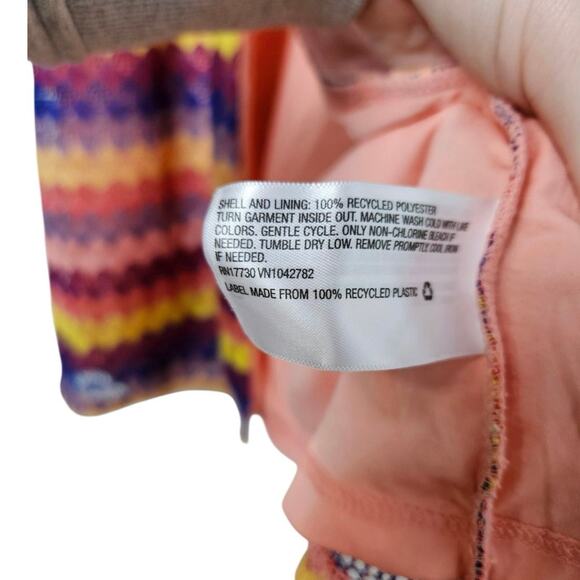 SHELL AND LINING: 100% RECYCLED POLYESTER
TURN GARMENT INSIDE OUT. MACHINE WASH COLD WITH LIKE
COLORS. GENTLE CYCLE. ONLY NON-CHLORINE BLEACH IF
NEEDED. TUMBLE DRY LOW. REMOVE PROMPTLY. COOL IRON
IF NEEDED.
RN17730 VN1042782
LABEL MADE FROM 100% RECYCLED PLASTIC